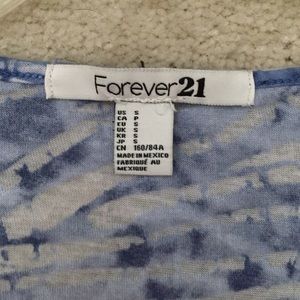 Forever21
US S
CA P
EU S
UK S
KR S
JP S
CN 160/84A
MADE IN MEXICO
FABRIQUÉ AU
MEXIQUE